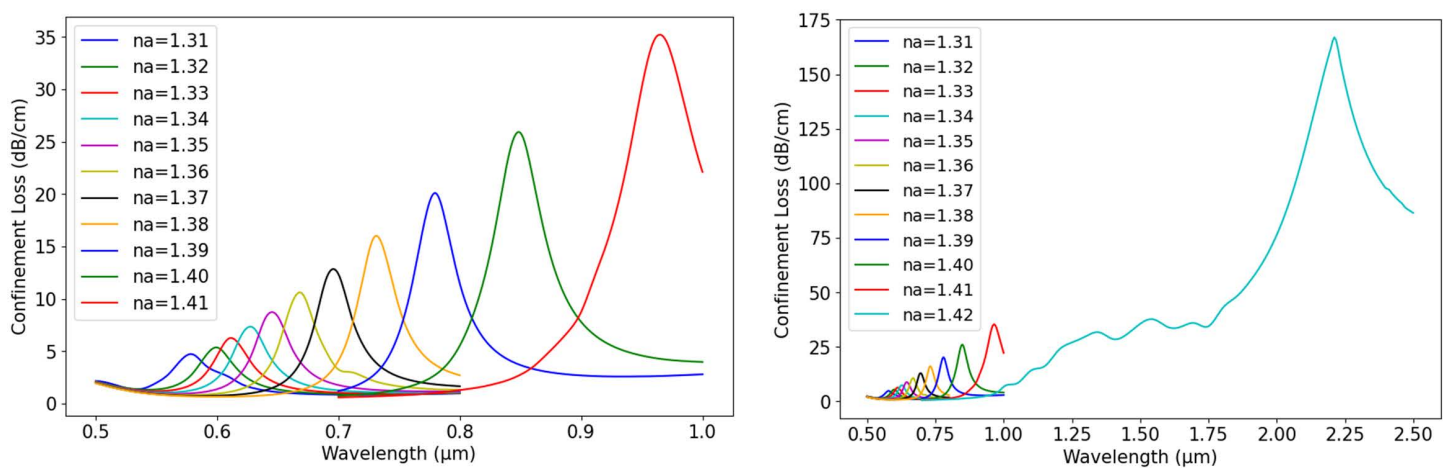 Confinement Loss (dB/cm)
35
30
25
20
15
10
5
0
na=1.31
na=1.32
na=1.33
na=1.34
na=1.35
na=1.36
na=1.37
na=1.38
na=1.39
na=1.40
na=1.41
0.5 0.6 0.7 0.8 0.9 1.0
Wavelength (μm)
Confinement Loss (dB/cm)
175
150
125
100
75
50
25
0
na=1.31
na=1.32
na=1.33
na=1.34
na=1.35
na=1.36
na=1.37
na=1.38
na=1.39
na=1.40
na=1.41
na=1.42
0.50 0.75 1.00 1.25 1.50 1.75 2.00 2.25 2.50
Wavelength (μm)